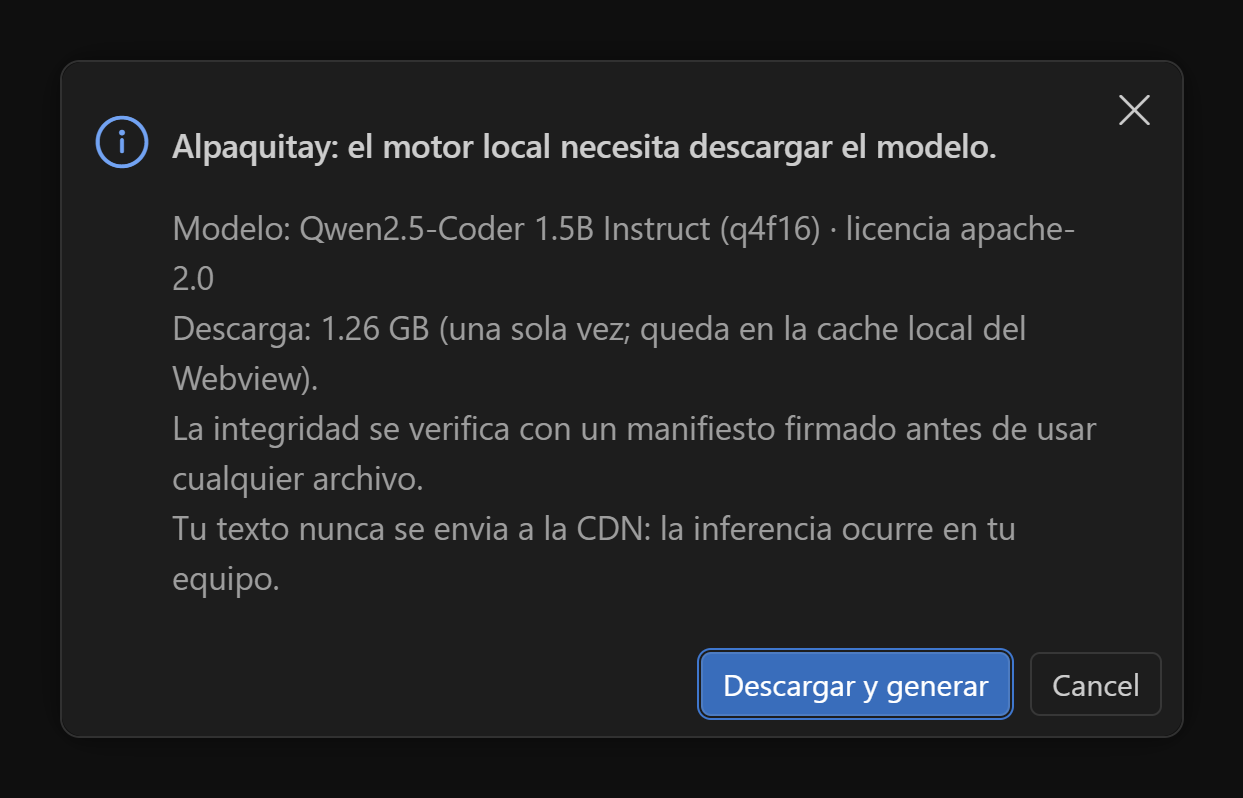 Alpaquitay: el motor local necesita descargar el modelo.
Modelo: Qwen2.5-Coder 1.5B Instruct (q4f16) · licencia apache-
2.0
Descarga: 1.26 GB (una sola vez; queda en la cache local del
Webview).
La integridad se verifica con un manifiesto firmado antes de usar
cualquier archivo.
Tu texto nunca se envia a la CDN: la inferencia ocurre en tu
equipo.
Descargar y generar
Cancel